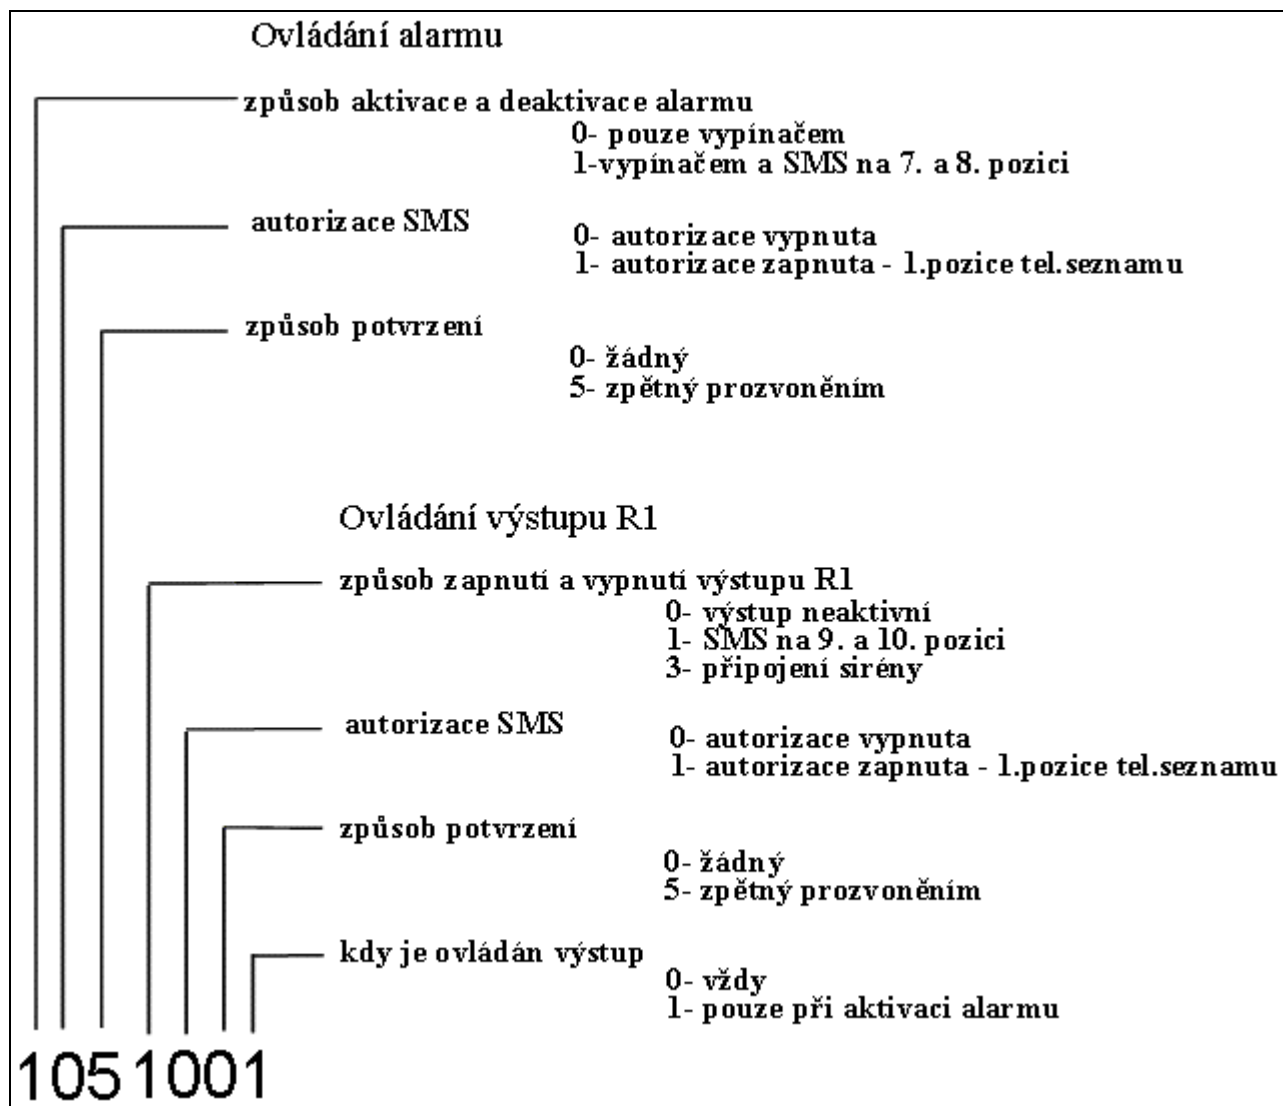 Ovládání alarmu
způsob aktivace a deaktivace alarmu
0- pouze vypínačem
1-vypínačem a SMS na 7. a 8. pozici
autorizace SMS
0- autorizace vypnuta
1- autorizace zapnuta - 1.pozice tel.seznamu
způsob potvrzení
0- žádný
5- zpětný prozvoněním
Ovládání výstupu R1
způsob zapnutí a vypnutí výstupu R1
0- výstup neaktivní
1- SMS na 9. a 10. pozici
3- připojení sirény
autorizace SMS
0- autorizace vypnuta
1- autorizace zapnuta - 1.pozice tel.seznamu
způsob potvrzení
0- žádný
5- zpětný prozvoněním
kdy je ovládán výstup
0- vždy
1- pouze při aktivaci alarmu
105 1001